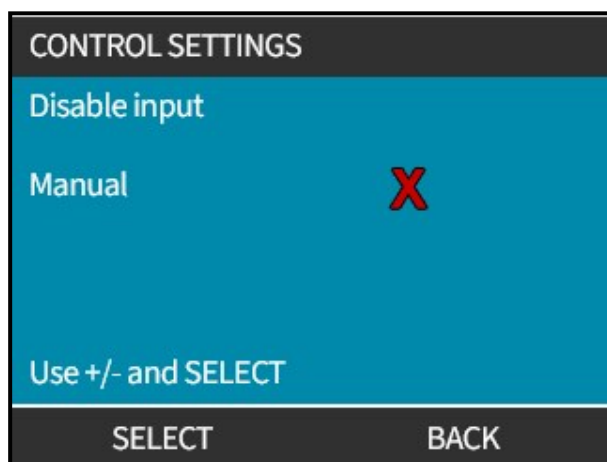 CONTROL SETTINGS
Disable input
Manual X
Use +/- and SELECT
SELECT BACK